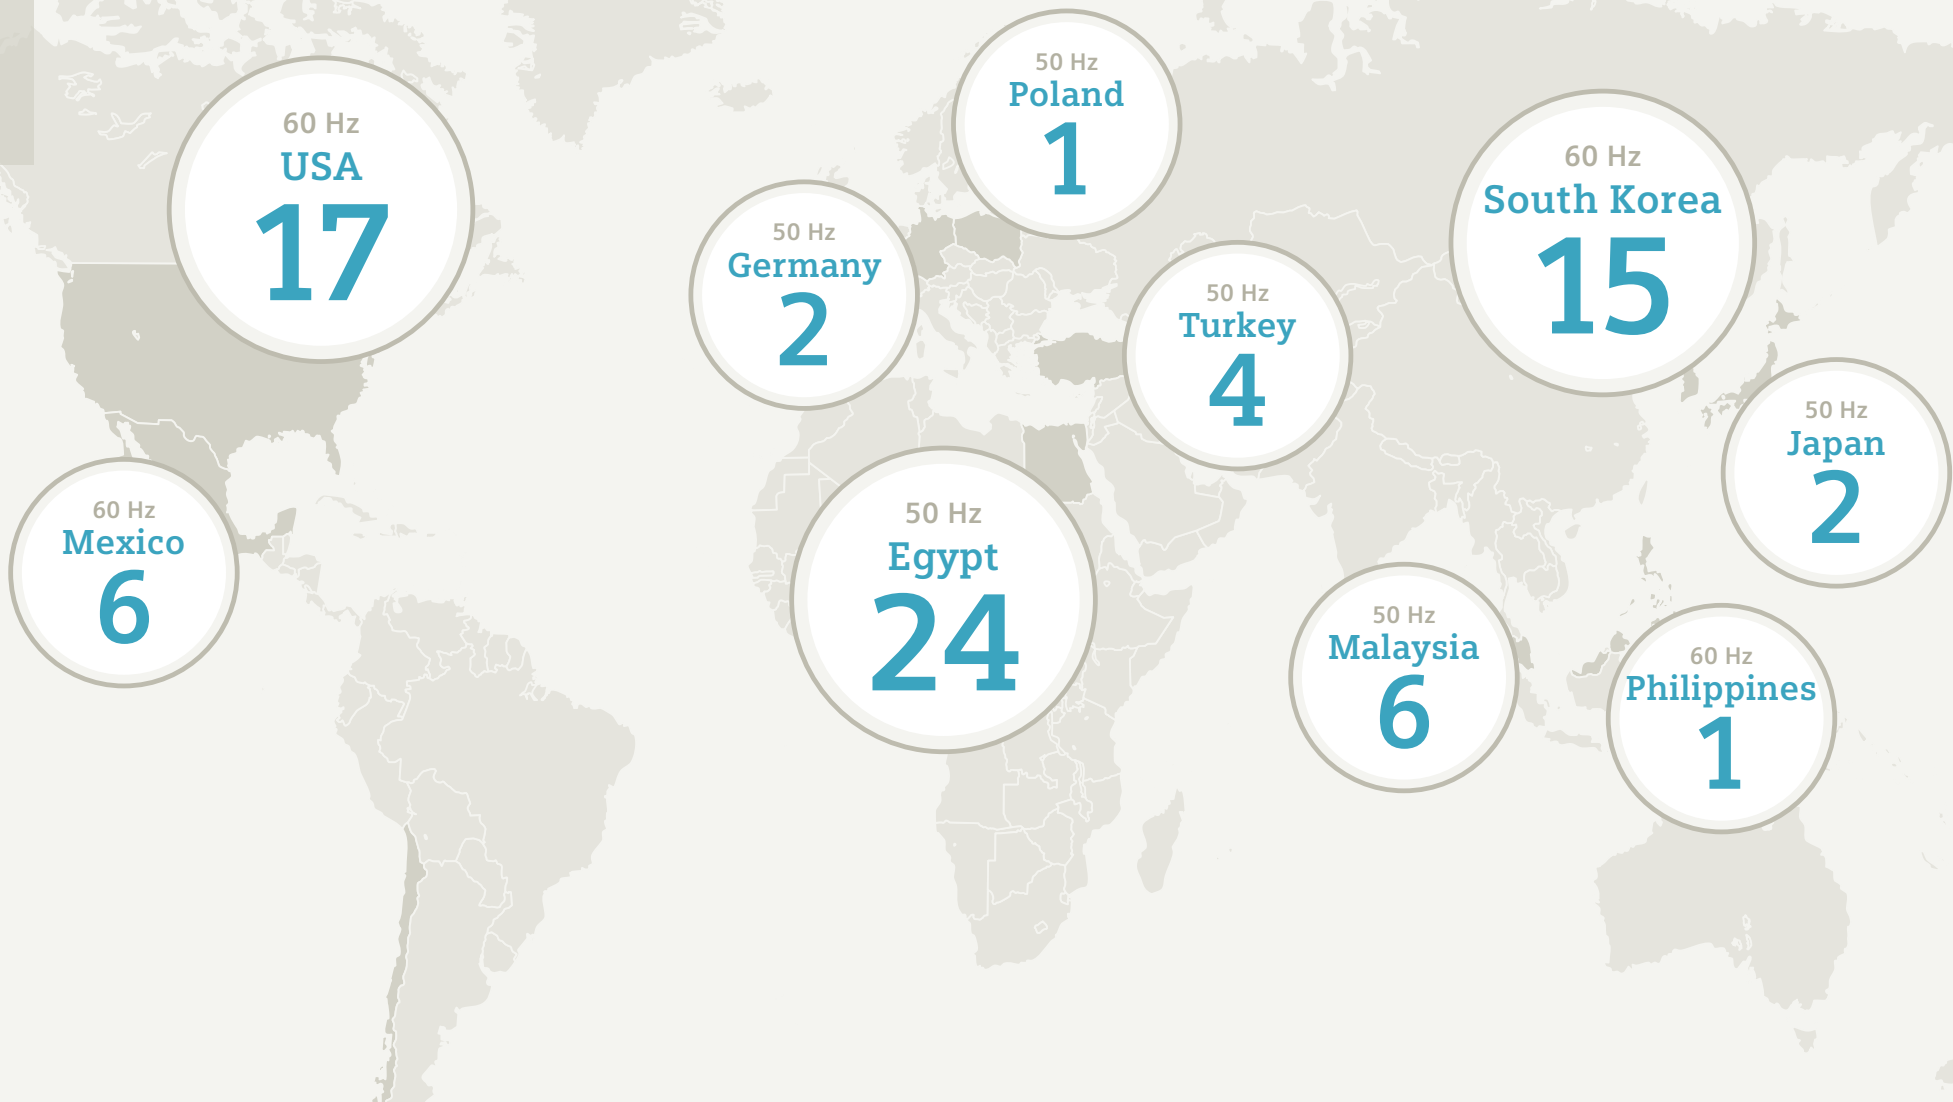 60 Hz
USA
17
60 Hz
Mexico
6
50 Hz
Germany
2
50 Hz
Poland
1
50 Hz
Egypt
24
50 Hz
Turkey
4
60 Hz
South Korea
15
50 Hz
Japan
2
50 Hz
Malaysia
6
60 Hz
Philippines
1